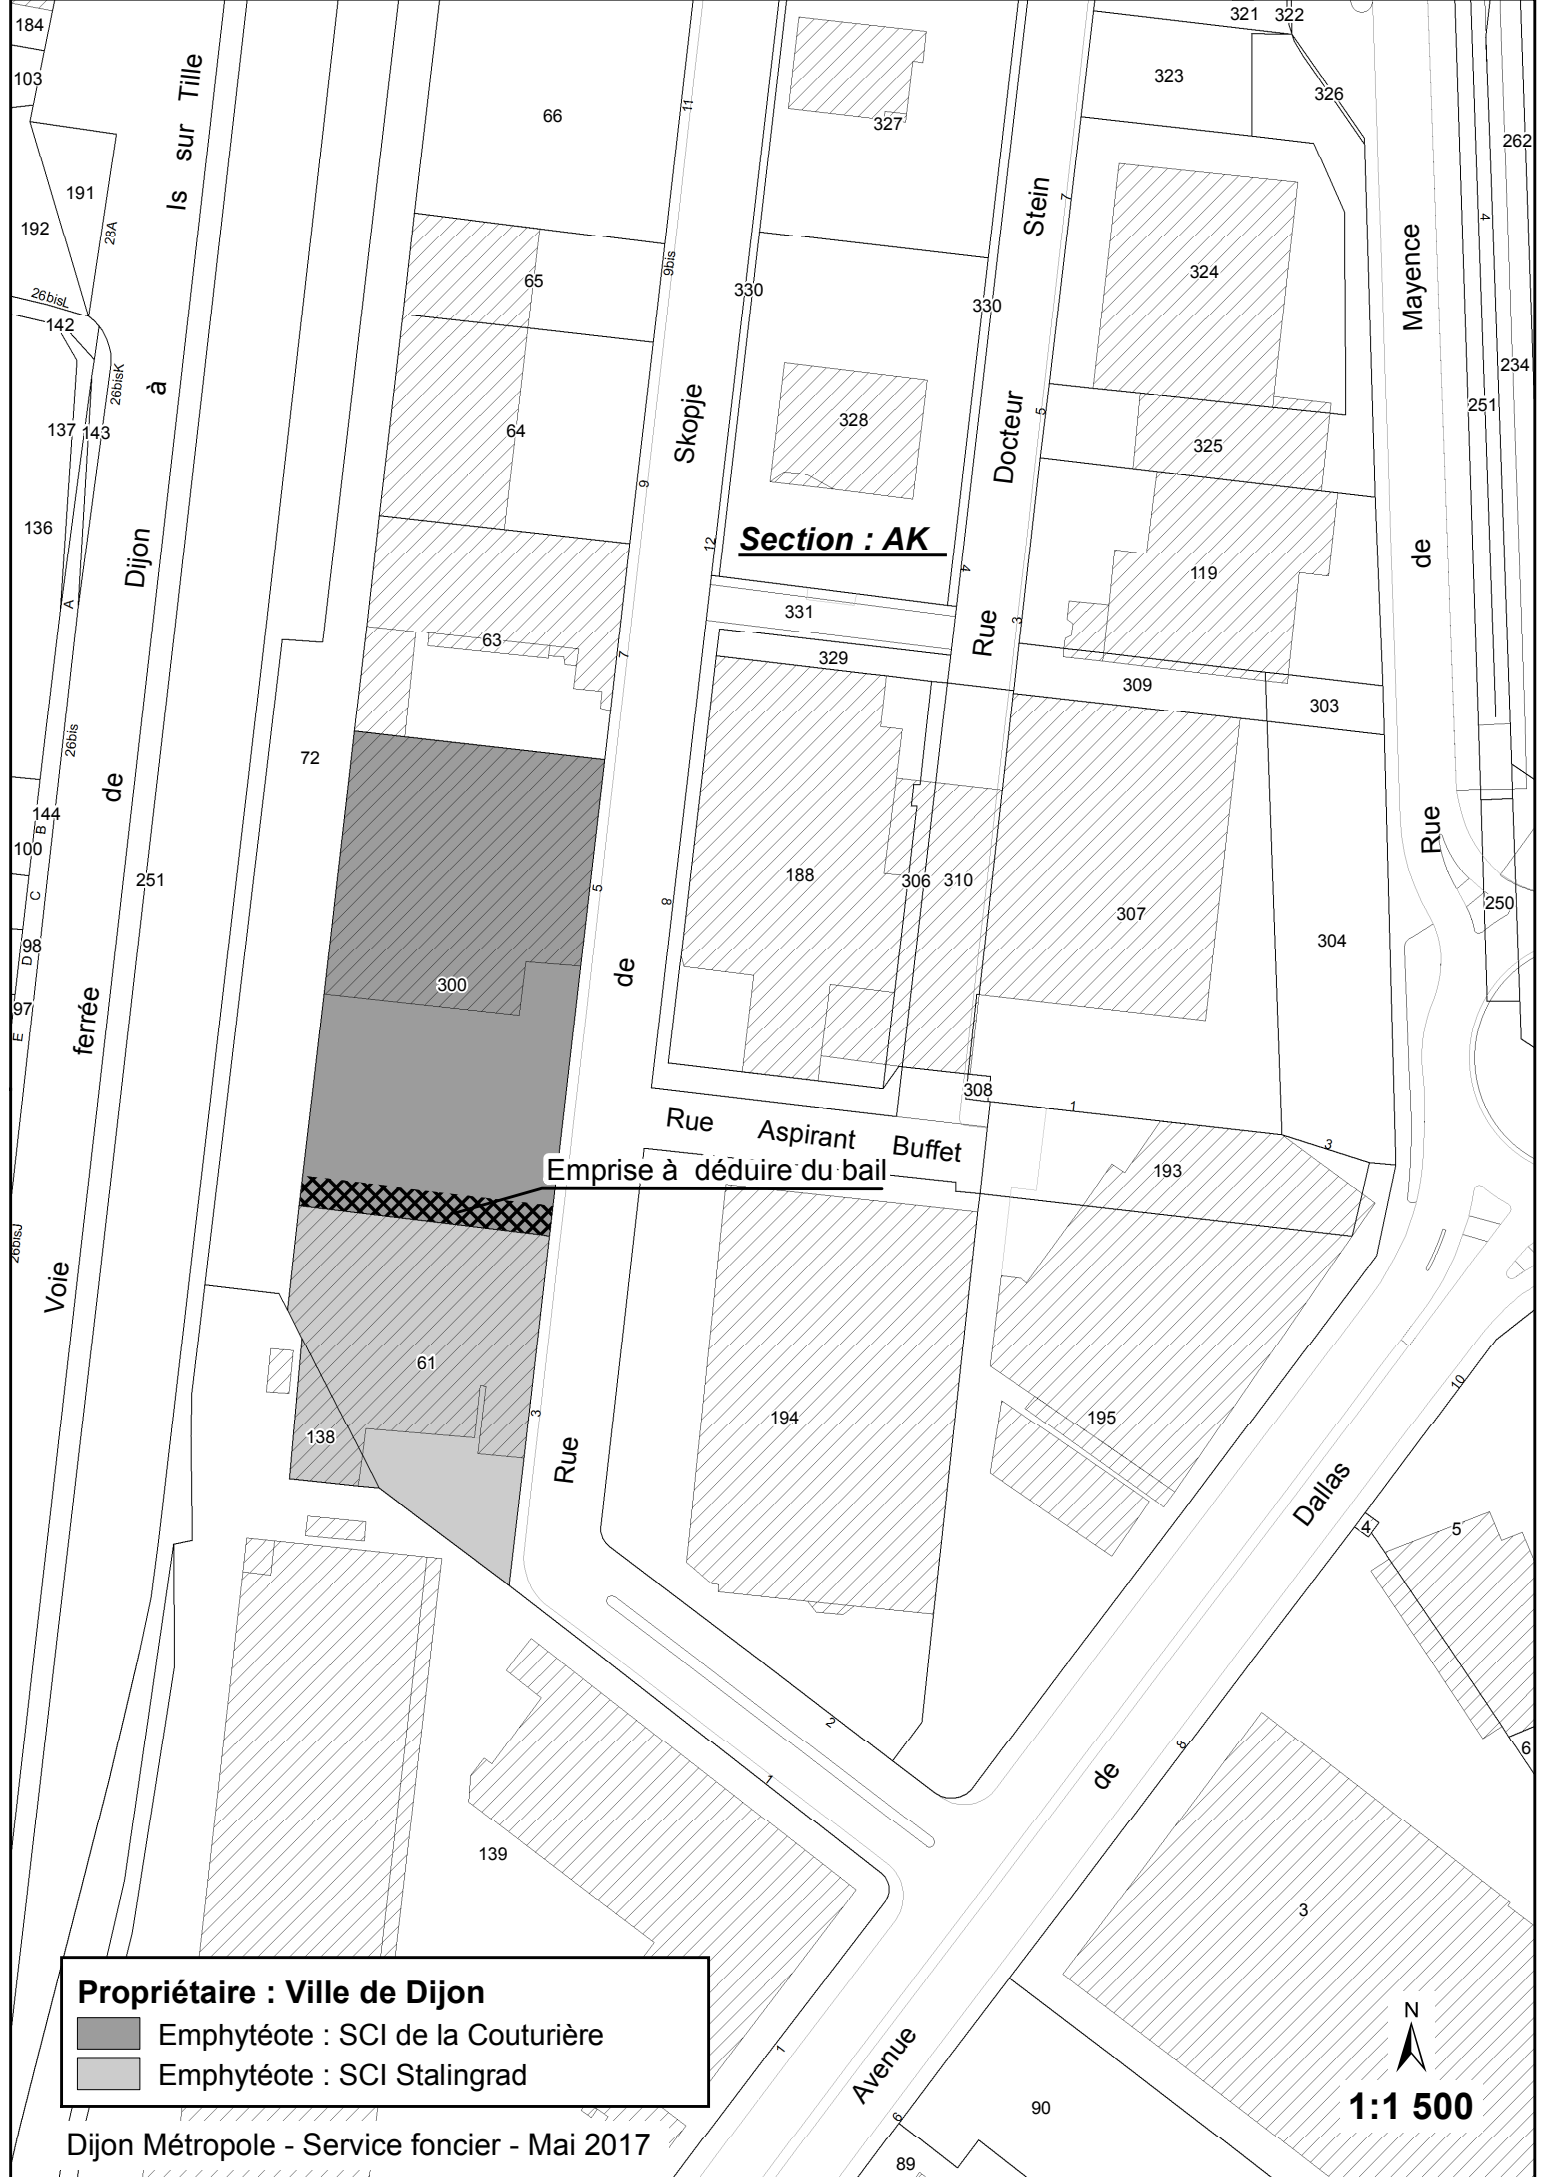 184
321
322
103
323
326
11
66
327
262
Is sur Tille
191
192
28A
7
4
324
65
9bis
330
330
26bisL
142
Mayence
234
26bisK
à
251
137
143
64
Skopje
328
Docteur
Stein
5
325
9
136
Dijon
12
Section : AK
4
119
de
A
331
3
63
7
329
Rue
309
303
26bis
72
de
144
B
100
251
C
5
8
188
306
310
307
Rue
304
250
98
D
300
de
97
E
ferrée
308
1
Rue Aspirant Buffet
3
Emprise à déduire du bail
193
26bisJ
Voie
61
138
3
Rue
194
195
10
Dallas
4
5
2
1
de
8
6
139
3
Propriétaire : Ville de Dijon
Emphytéote : SCI de la Couturière
Emphytéote : SCI Stalingrad
1
Avenue
N
1:1 500
90
6
89
Dijon Métropole - Service foncier - Mai 2017